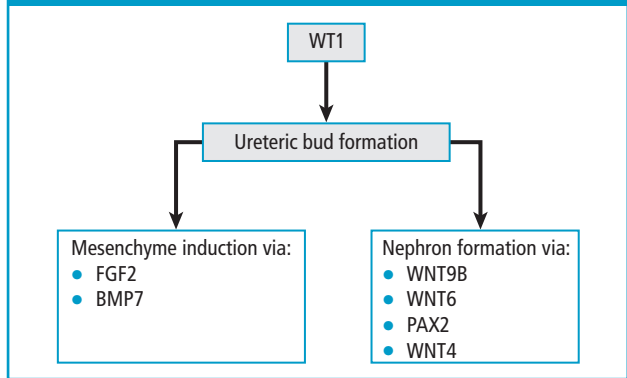 WT1
Ureteric bud formation
Mesenchyme induction via:
● FGF2
● BMP7
Nephron formation via:
● WNT9B
● WNT6
● PAX2
● WNT4